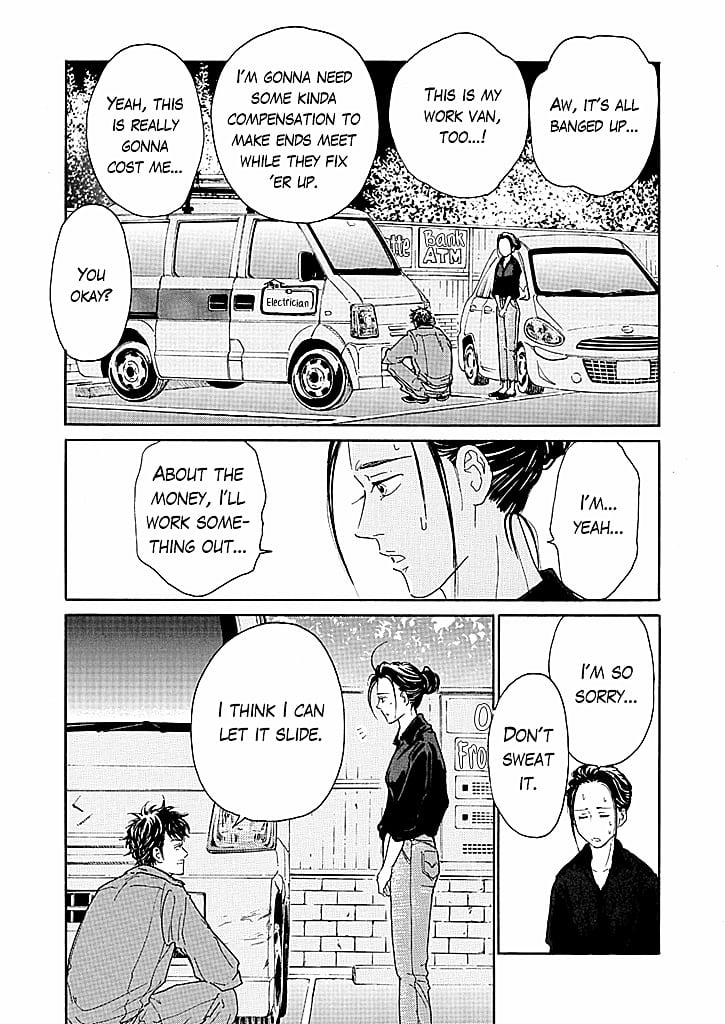 AW, IT'S ALL
BANGED UP...
THIS IS MY
WORK VAN,
TOO...!
I'M GONNA NEED
SOME KINDA
COMPENSATION TO
MAKE ENDS MEET
WHILE THEY FIX
'ER UP.
YEAH, THIS
IS REALLY
GONNA
COST ME...
YOU
OKAY?
Bank
ATM
Electrician
I'M...
YEAH...
ABOUT THE
MONEY, I'LL
WORK SOME-
THING OUT...
I'M SO
SORRY...
DON'T
SWEAT
IT.
I THINK I CAN
LET IT SLIDE.